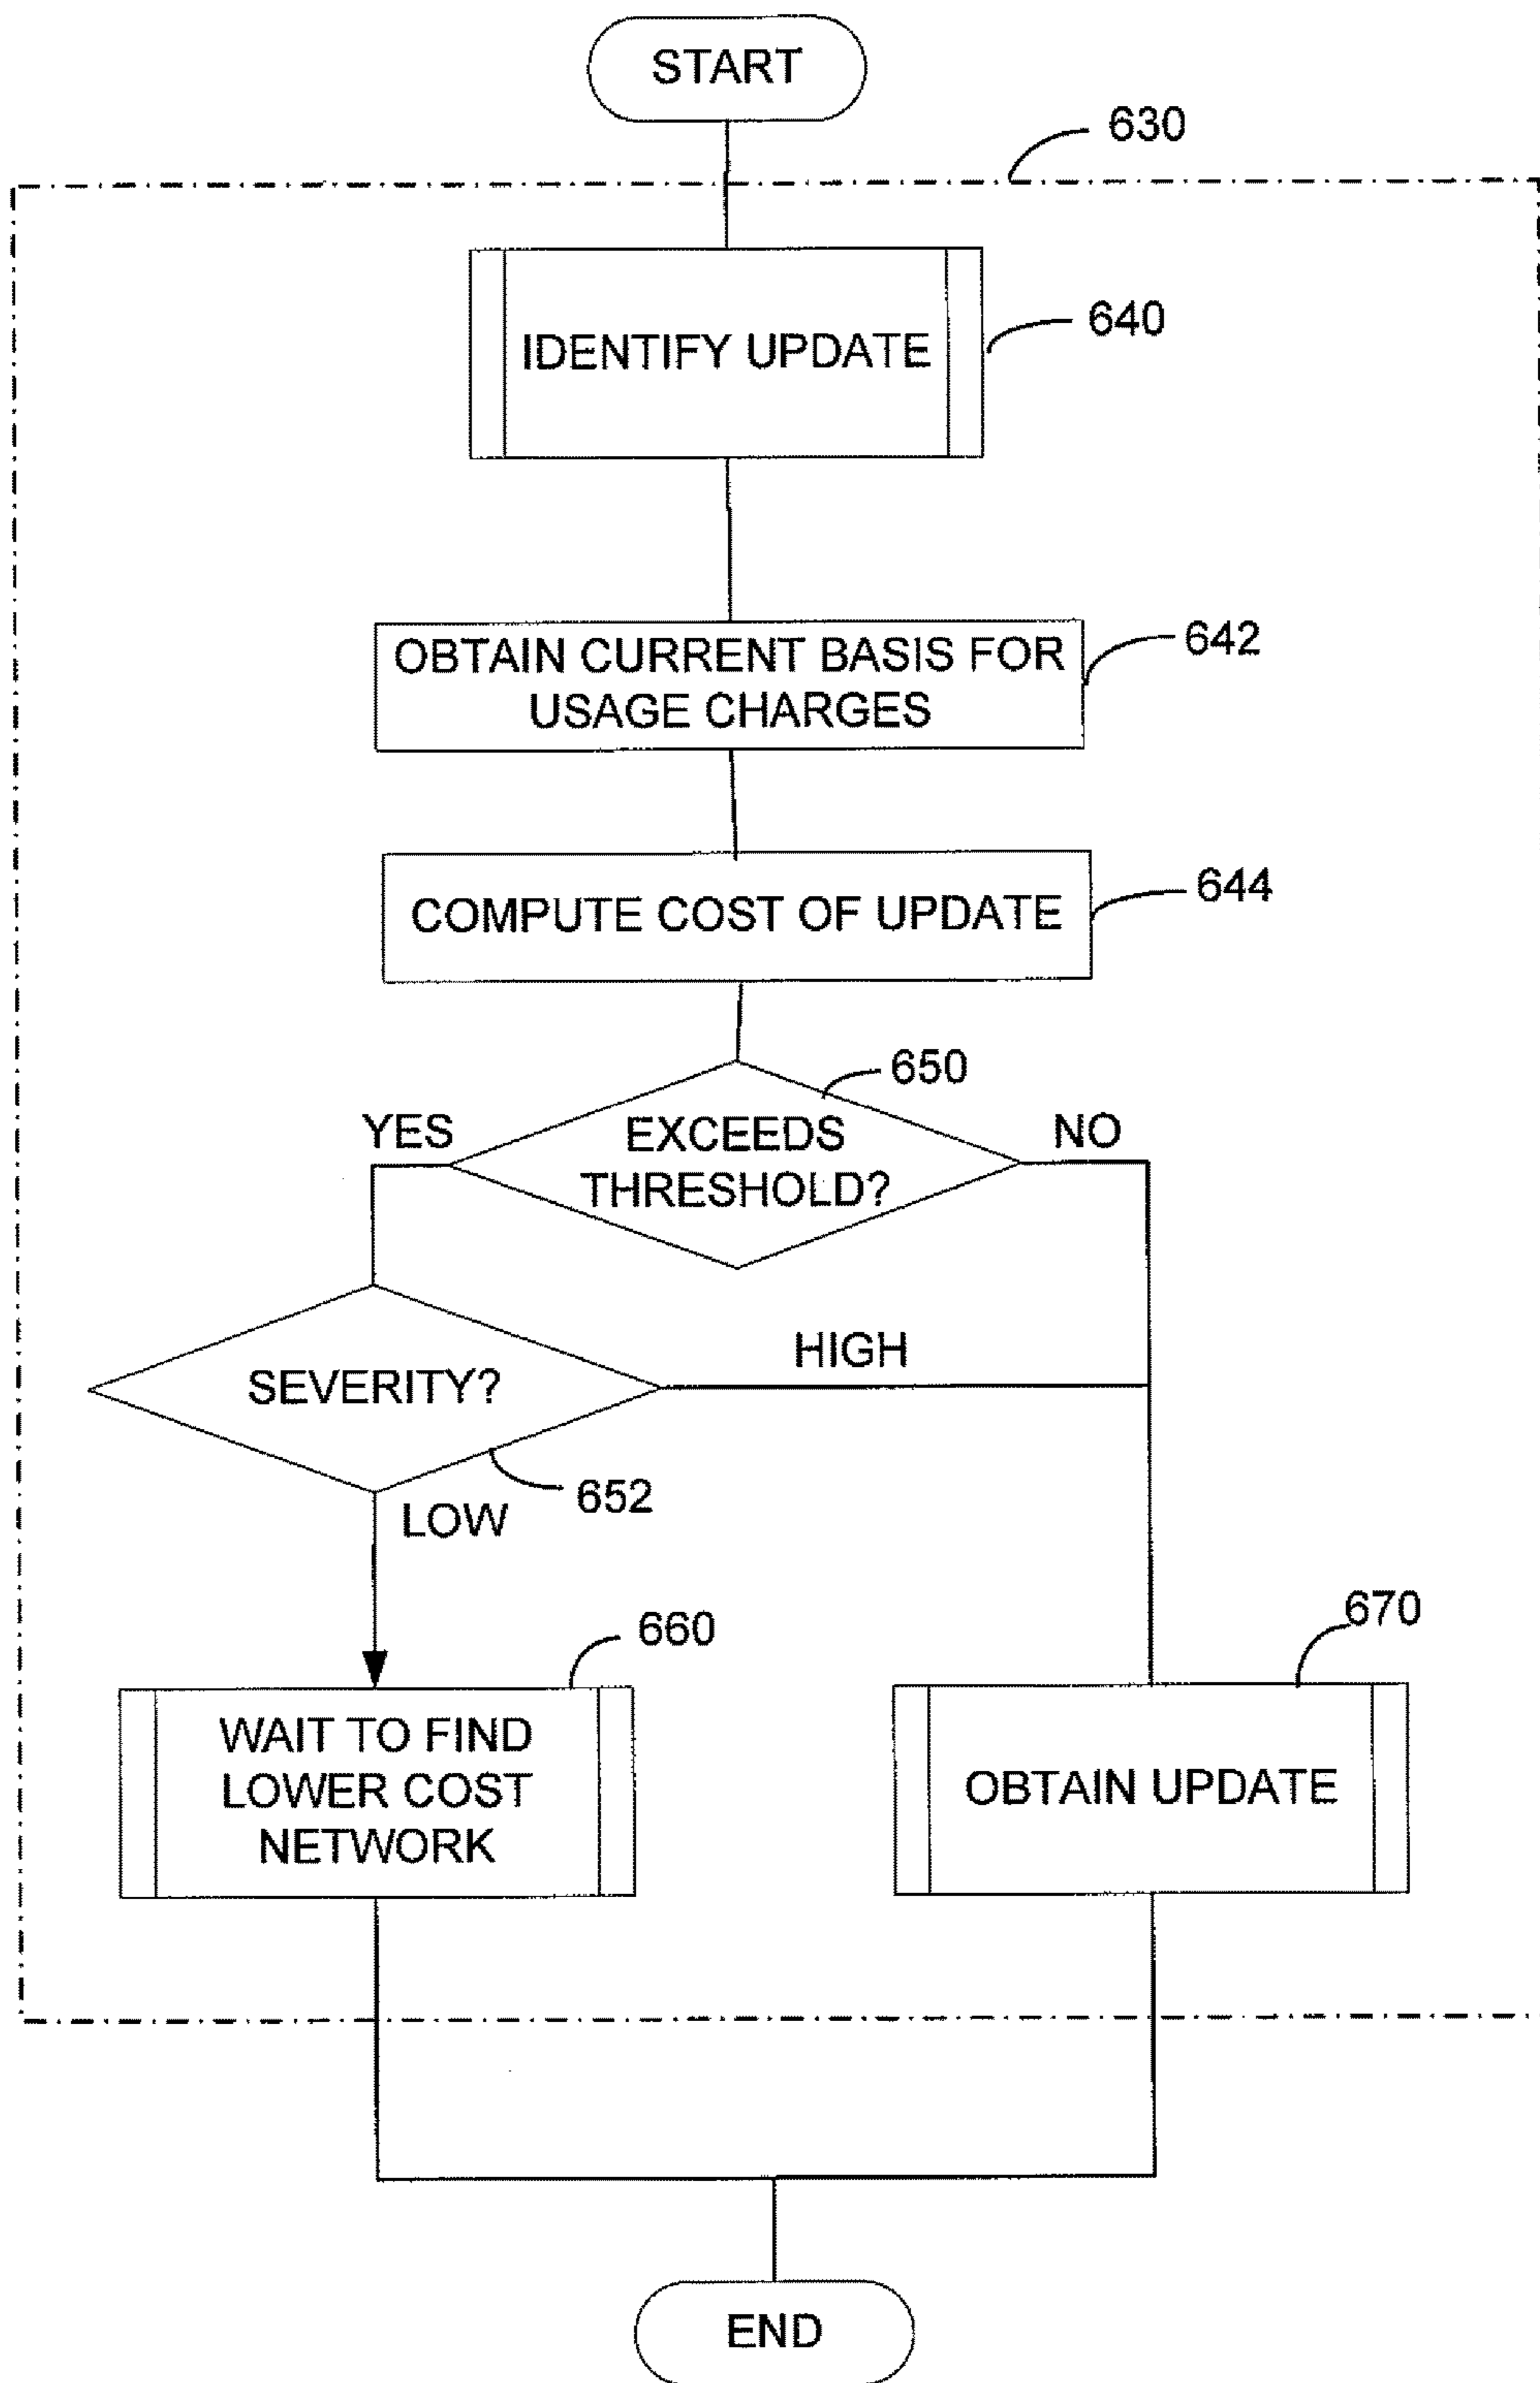 START
630
IDENTIFY UPDATE
640
OBTAIN CURRENT BASIS FOR
USAGE CHARGES
642
COMPUTE COST OF UPDATE
644
650
YES
EXCEEDS
THRESHOLD?
NO
SEVERITY?
HIGH
652
LOW
660
670
WAIT TO FIND
LOWER COST
NETWORK
OBTAIN UPDATE
END